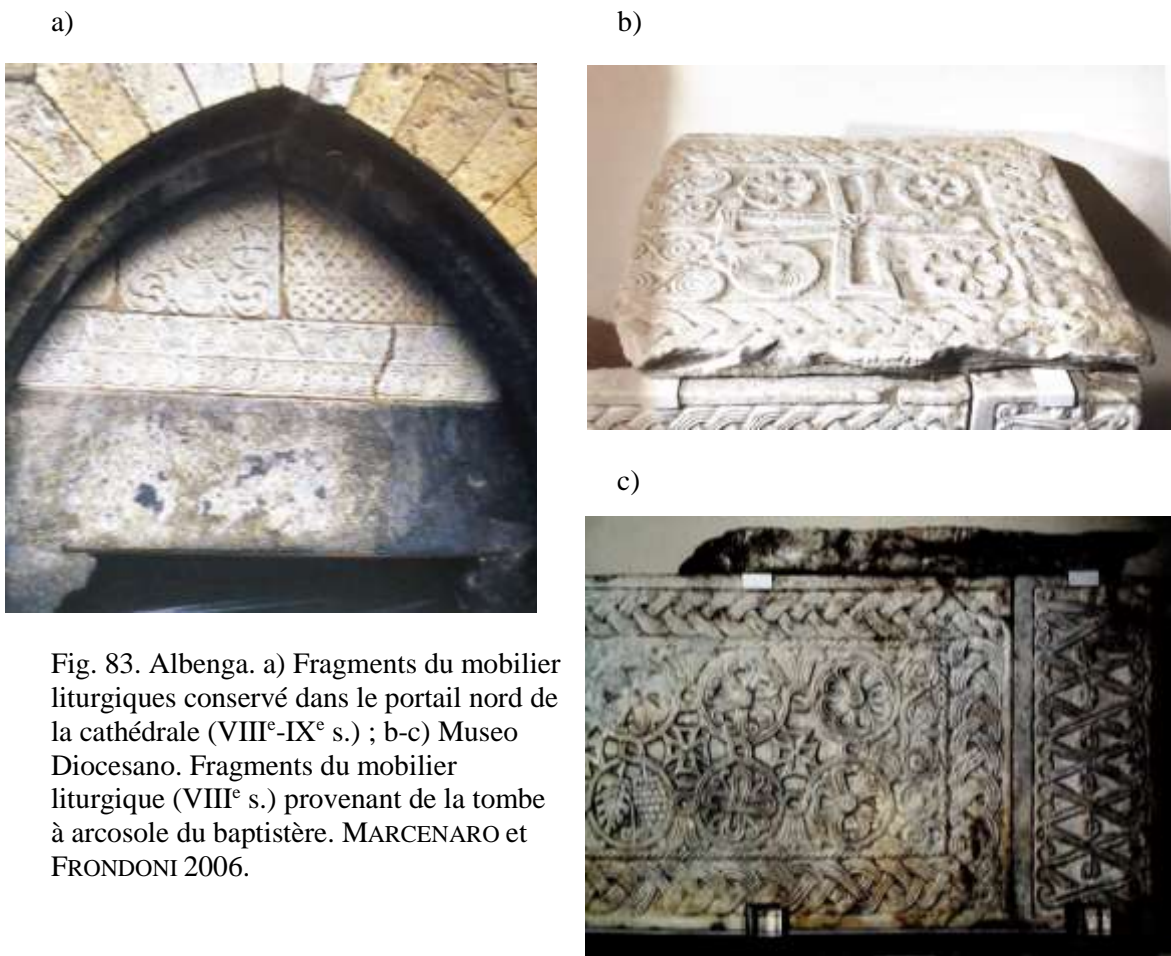 a)
b)
c)
Fig. 83. Albenga. a) Fragments du mobilier
liturgiques conservé dans le portail nord de
la cathédrale (VIIIe-IXe s.) ; b-c) Museo
Diocesano. Fragments du mobilier
liturgique (VIIIe s.) provenant de la tombe
à arcosole du baptistère. MARCENARO et
FRONDONI 2006.